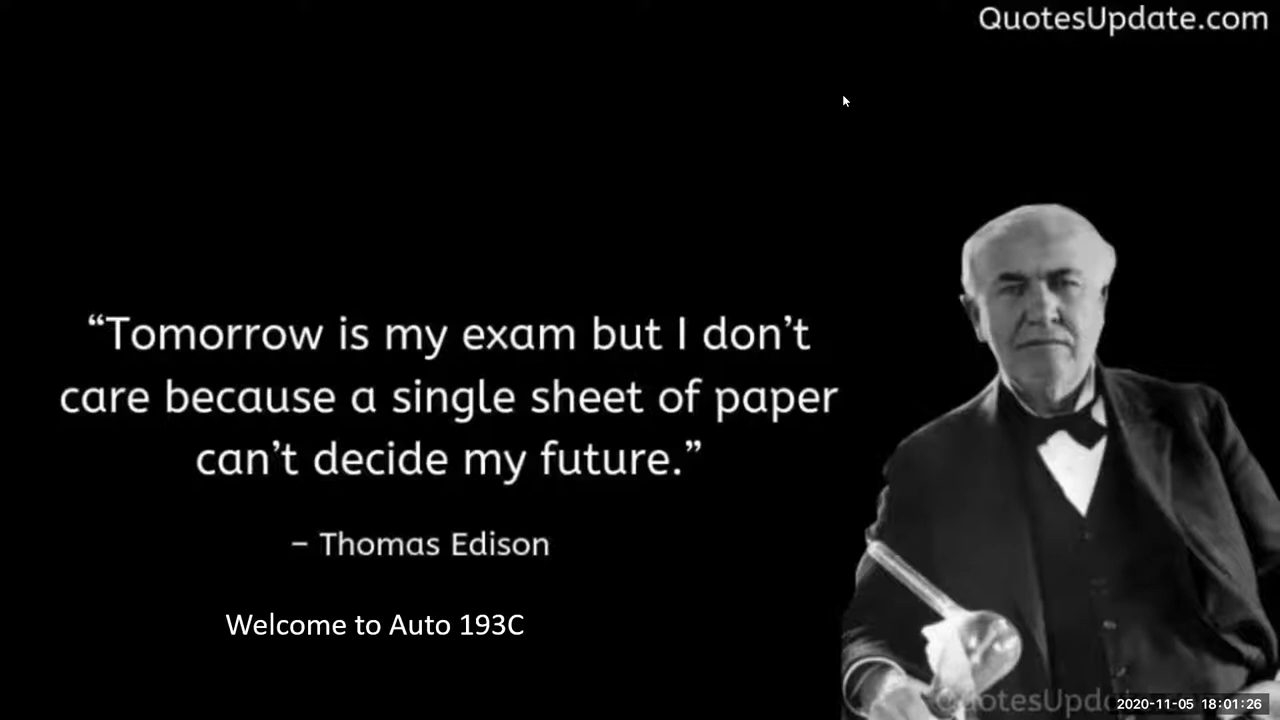 QuotesUpdate.com
“Tomorrow is my exam but I don’t
care because a single sheet of paper
can’t decide my future.”
– Thomas Edison
Welcome to Auto 193C
QuotesUpda
2020-11-05 18:01:26